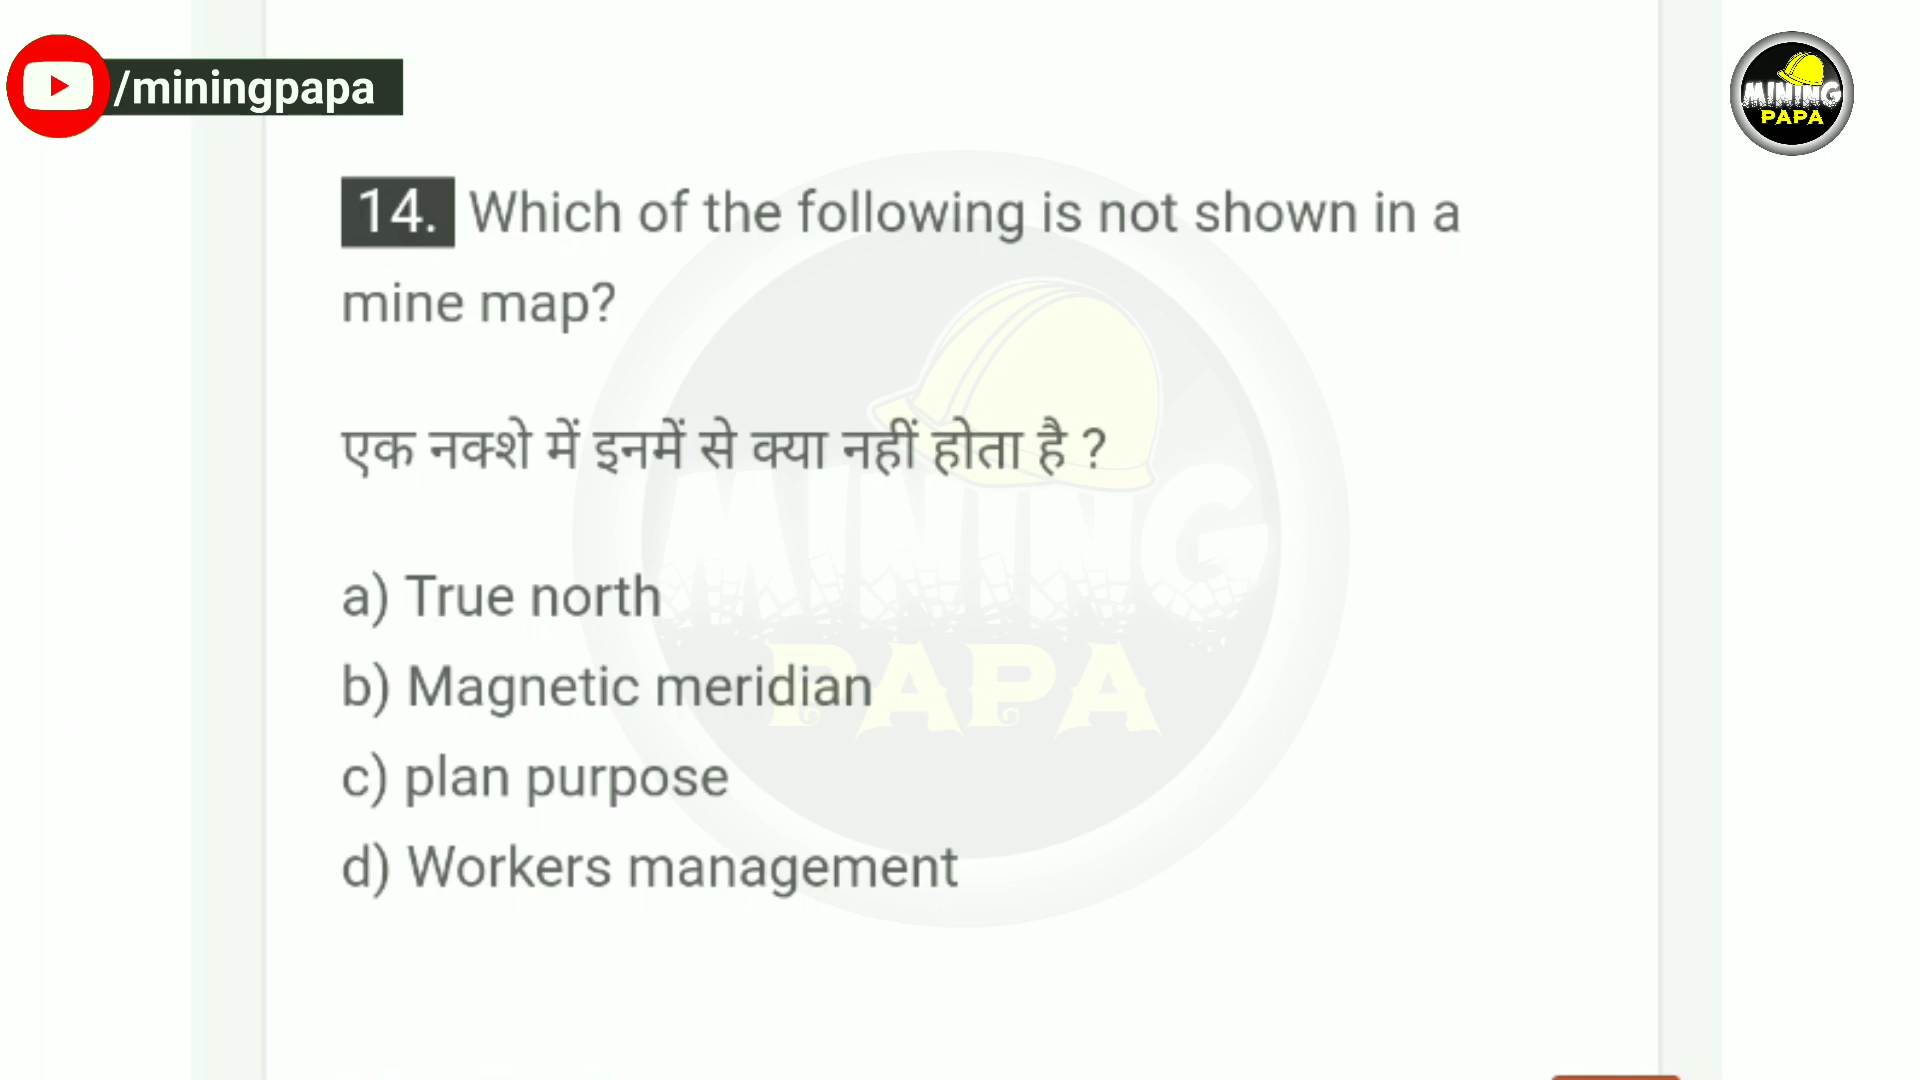 /miningpapa
MINING
PAPA
14. Which of the following is not shown in a
mine map?
एक नक्शे में इनमें से क्या नहीं होता है ?
a) True north
b) Magnetic meridian
c) plan purpose
d) Workers management
MINING
PAPA